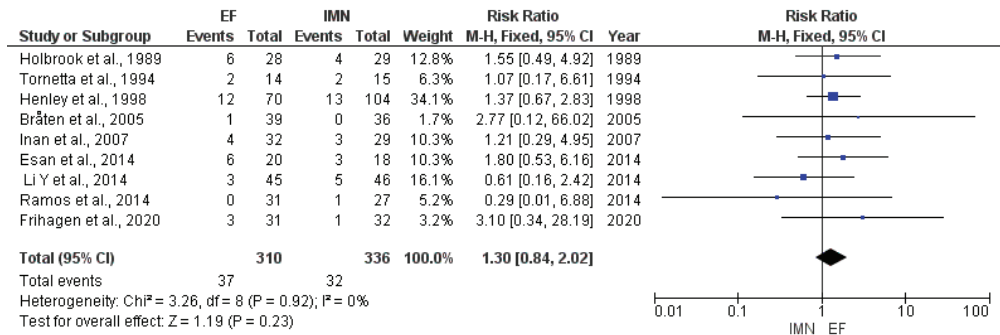 EF IMN Risk Ratio Risk Ratio
Study or Subgroup Events Total Events Total Weight M-H, Fixed, 95% CI Year M-H, Fixed, 95% CI
Holbrook et al., 1989 6 28 4 29 12.8% 1.55 [0.49, 4.92] 1989
Tornetta et al., 1994 2 14 2 15 6.3% 1.07 [0.17, 6.61] 1994
Henley et al., 1998 12 70 13 104 34.1% 1.37 [0.67, 2.83] 1998
Bråten et al., 2005 1 39 0 36 1.7% 2.77 [0.12, 66.02] 2005
Inan et al., 2007 4 32 3 29 10.3% 1.21 [0.29, 4.95] 2007
Esan et al., 2014 6 20 3 18 10.3% 1.80 [0.53, 6.16] 2014
Li Y et al., 2014 3 45 5 46 16.1% 0.61 [0.16, 2.42] 2014
Ramos et al., 2014 0 31 1 27 5.2% 0.29 [0.01, 6.88] 2014
Frihagen et al., 2020 3 31 1 32 3.2% 3.10 [0.34, 28.19] 2020
Total (95% CI) 310 336 100.0% 1.30 [0.84, 2.02]
Total events 37 32
Heterogeneity: Chi² = 3.26, df = 8 (P = 0.92); I² = 0%
Test for overall effect: Z = 1.19 (P = 0.23)
0.01 0.1 1 10 100
IMN EF